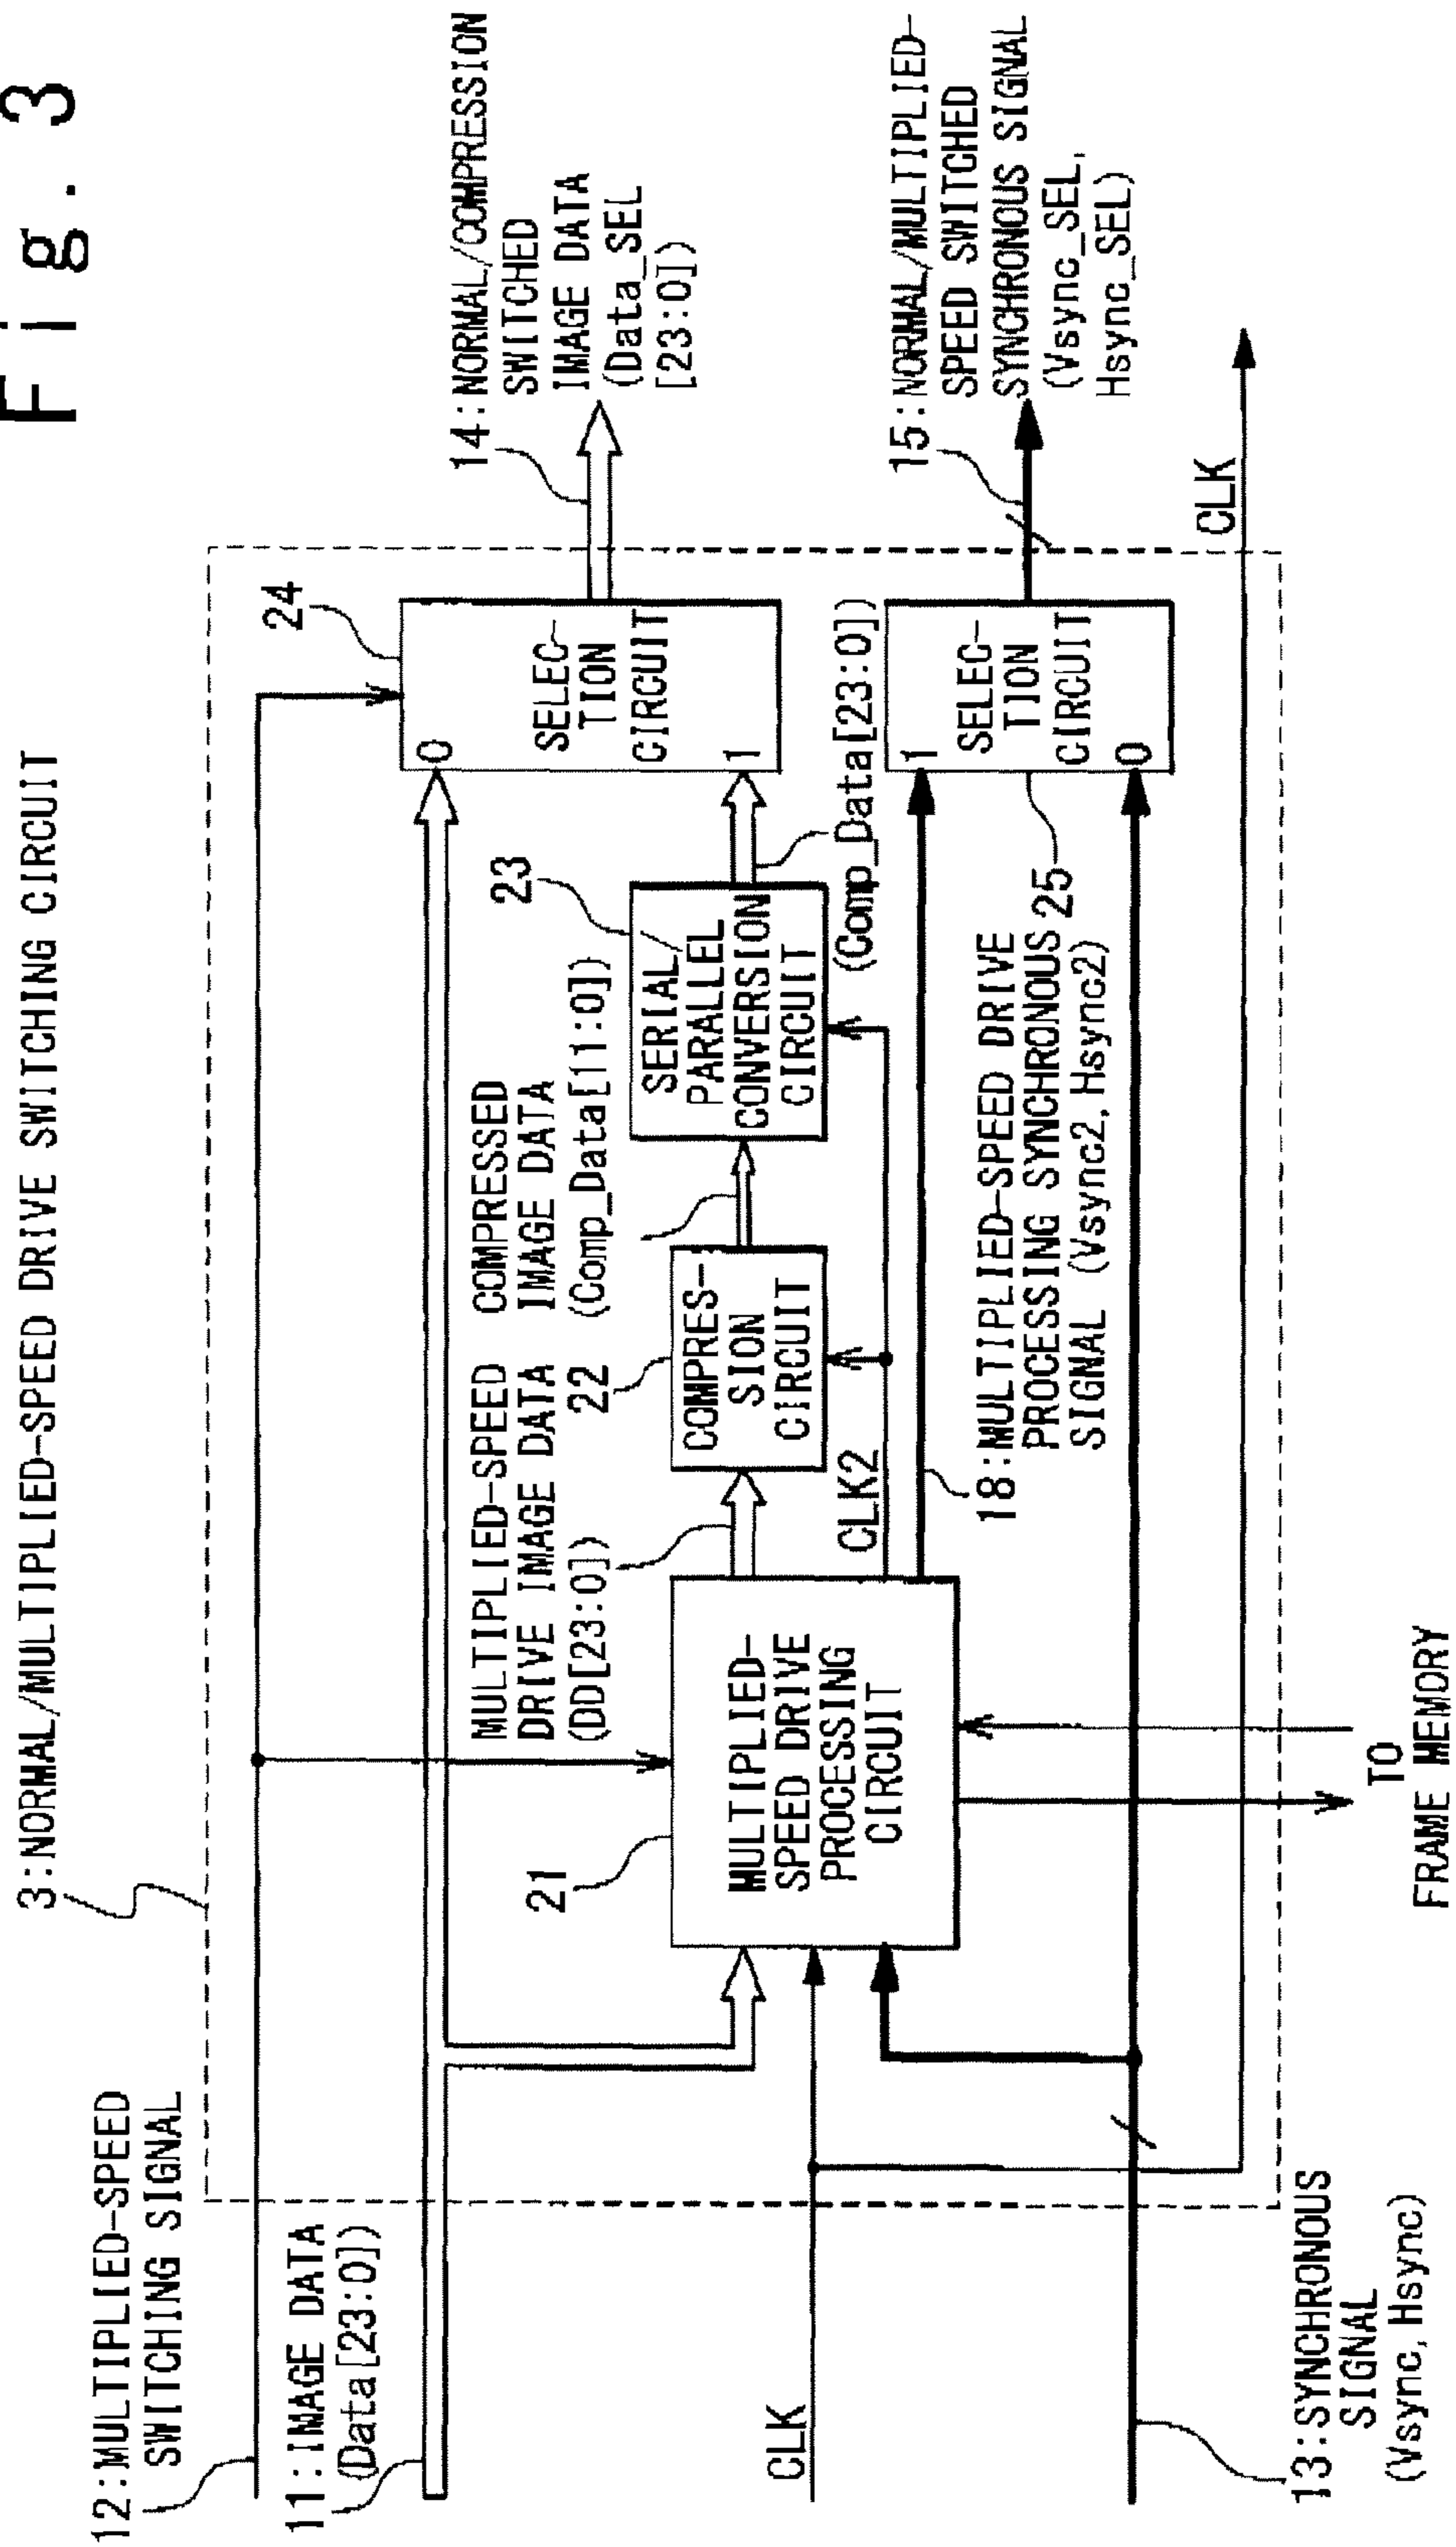 Fig. 3
3:NORMAL/MULTIPLIED-SPEED DRIVE SWITCHING CIRCUIT
12:MULTIPLIED-SPEED
SWITCHING SIGNAL
11:IMAGE DATA
(Data[23:0])
CLK
13:SYNCHRONOUS
SIGNAL
(Vsync, Hsync)
21
MULTIPLIED-
SPEED DRIVE
PROCESSING
CIRCUIT
TO
FRAME MEMORY
MULTIPLIED-SPEED
DRIVE IMAGE DATA
(DD[23:0])
22
COMPRES-
SION
CIRCUIT
CLK2
COMPRESSED
IMAGE DATA
(Comp_Data[11:0])
23
SERIAL/
PARALLEL
CONVERSION
CIRCUIT
(Comp_Data[23:0])
18:MULTIPLIED-SPEED DRIVE
PROCESSING SYNCHRONOUS
SIGNAL (Vsync2, Hsync2)
24
0
SELEC-
TION
CIRCUIT
1
25
1
SELEC-
TION
CIRCUIT
0
14:NORMAL/COMPRESSION
SWITCHED
IMAGE DATA
(Data_SEL
[23:0])
15:NORMAL/MULTIPLIED-
SPEED SWITCHED
SYNCHRONOUS SIGNAL
(Vsync_SEL,
Hsync_SEL)
CLK